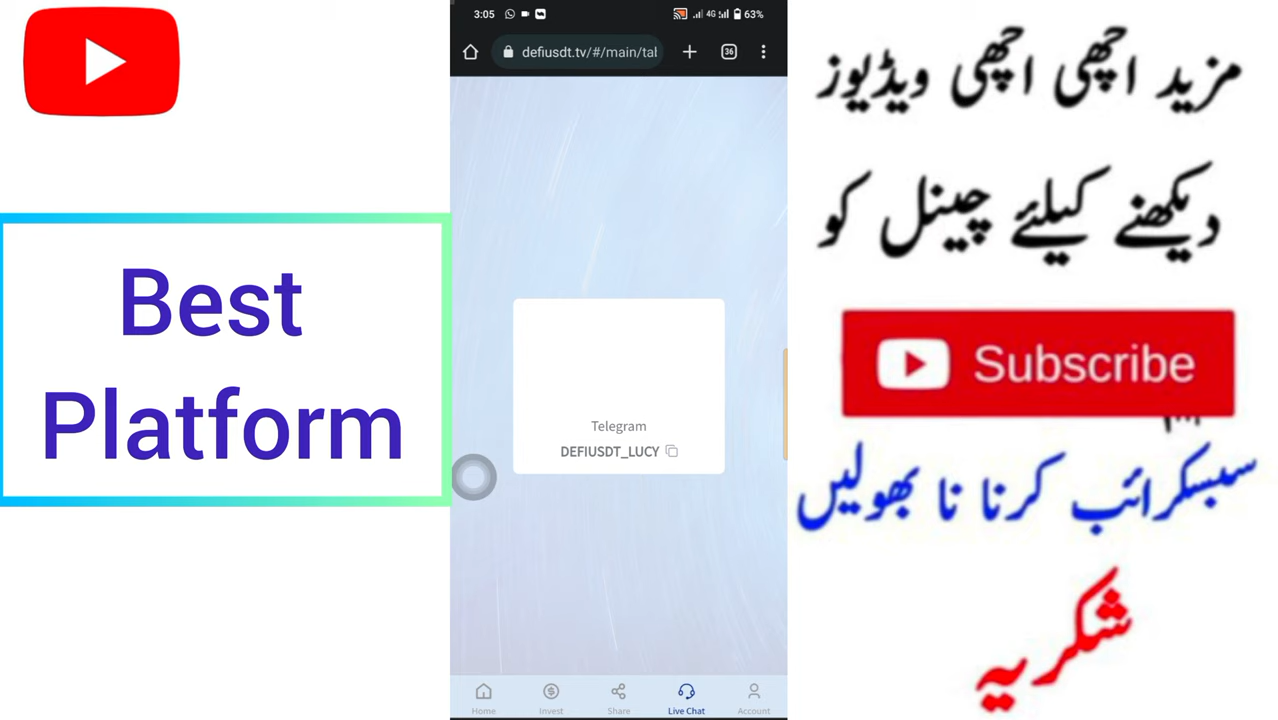 Best
Platform
3:05
4G
63%
defiusdt.tv/#/main/tal
36
Telegram
DEFIUSDT_LUCY
Home
Invest
Share
Live Chat
Account
مزید اچھی اچھی ویڈیوز
دیکھنے کیلئے چینل کو
Subscribe
سبسکرائب کرنا نا بھولیں
شکریہ